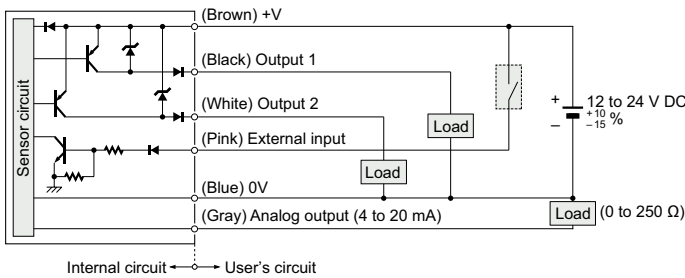 (Brown) +V
(Black) Output 1
(White) Output 2
(Pink) External input
(Blue) 0V
(Gray) Analog output (4 to 20 mA)
Sensor circuit
Load
Load
+
−
12 to 24 V DC
+10
−15 %
Load (0 to 250 Ω)
Internal circuit
User's circuit